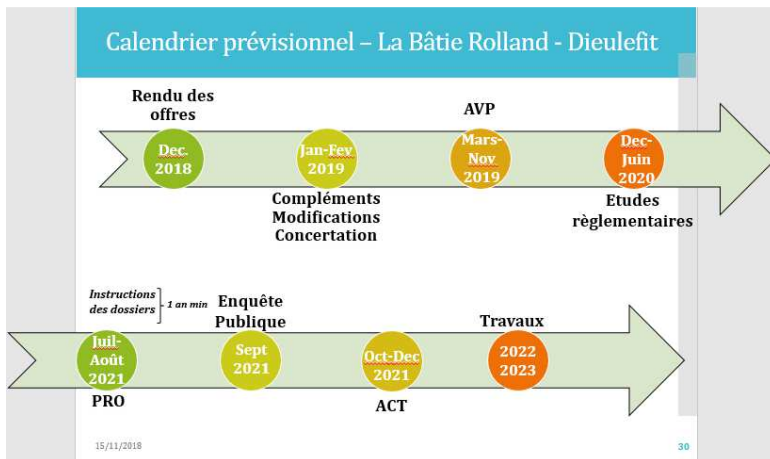 Calendrier prévisionnel – La Bâtie Rolland - Dieulefit
Rendu des
offres
AVP
Dec.
2018
Jan-Fev
2019
Mars-
Nov
2019
Dec-
Juin
2020
Compléments
Modifications
Concertation
Etudes
règlementaires
Instructions
des dossiers
1 an min
Enquête
Publique
Travaux
Juil-
Août
2021
Sept
2021
Oct-Dec
2021
2022
2023
PRO
ACT
15/11/2018
30